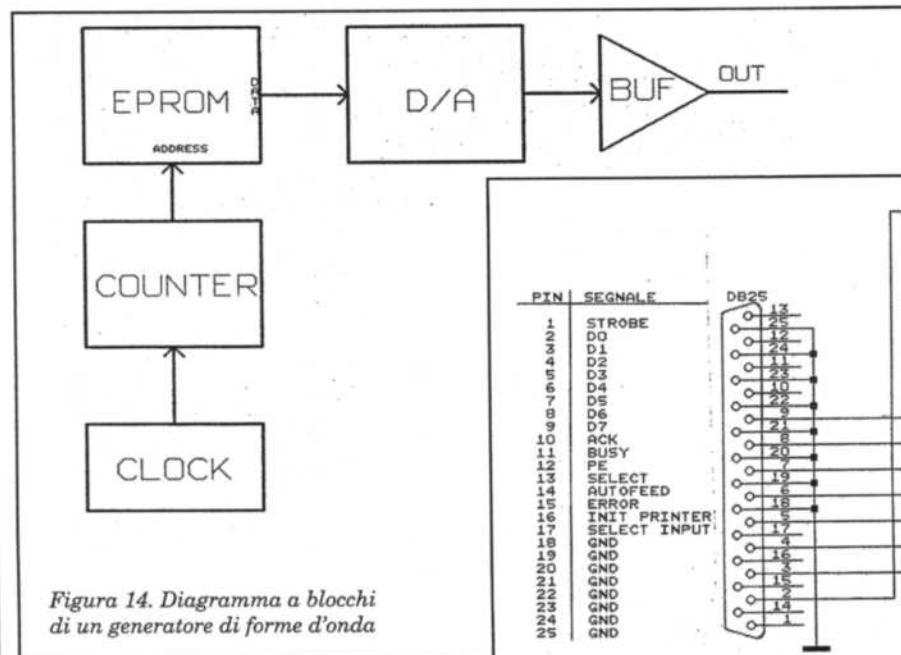 EPROM
DATA
ADDRESS
D/A
BUF
OUT
COUNTER
CLOCK
Figura 14. Diagramma a blocchi
di un generatore di forme d'onda
PIN SEGNALE
1 STROBE
2 D0
3 D1
4 D2
5 D3
6 D4
7 D5
8 D6
9 D7
10 ACK
11 BUSY
12 PE
13 SELECT
14 AUTOFEED
15 ERROR
16 INIT PRINTER
17 SELECT INPUT
18 GND
19 GND
20 GND
21 GND
22 GND
23 GND
24 GND
25 GND
DB25
13
25
12
24
11
23
10
22
9
21
8
20
7
19
6
18
5
17
4
16
3
15
2
14
1